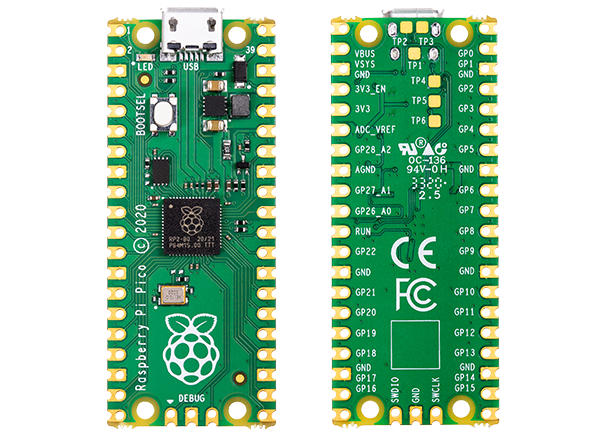 1
2
39
LED
USB
BOOTSEL
RP2-B0 20/21
P64M15.00 TTT
Raspberry Pi Pico © 2020
DEBUG
TP2 TP3
TP1
VBUS
VSYS
GND
3V3_EN
3V3
ADC_VREF
GP28_A2
AGND
GP27_A1
GP26_A0
RUN
GP22
GND
GP21
GP20
GP19
GP18
GND
GP17
GP16
TP4
TP5
TP6
OC-136
94V-0H
3320
2.5
CE
FC
SWDIO
GND
SWCLK
GP0
GP1
GND
GP2
GP3
GP4
GP5
GND
GP6
GP7
GP8
GP9
GND
GP10
GP11
GP12
GP13
GND
GP14
GP15